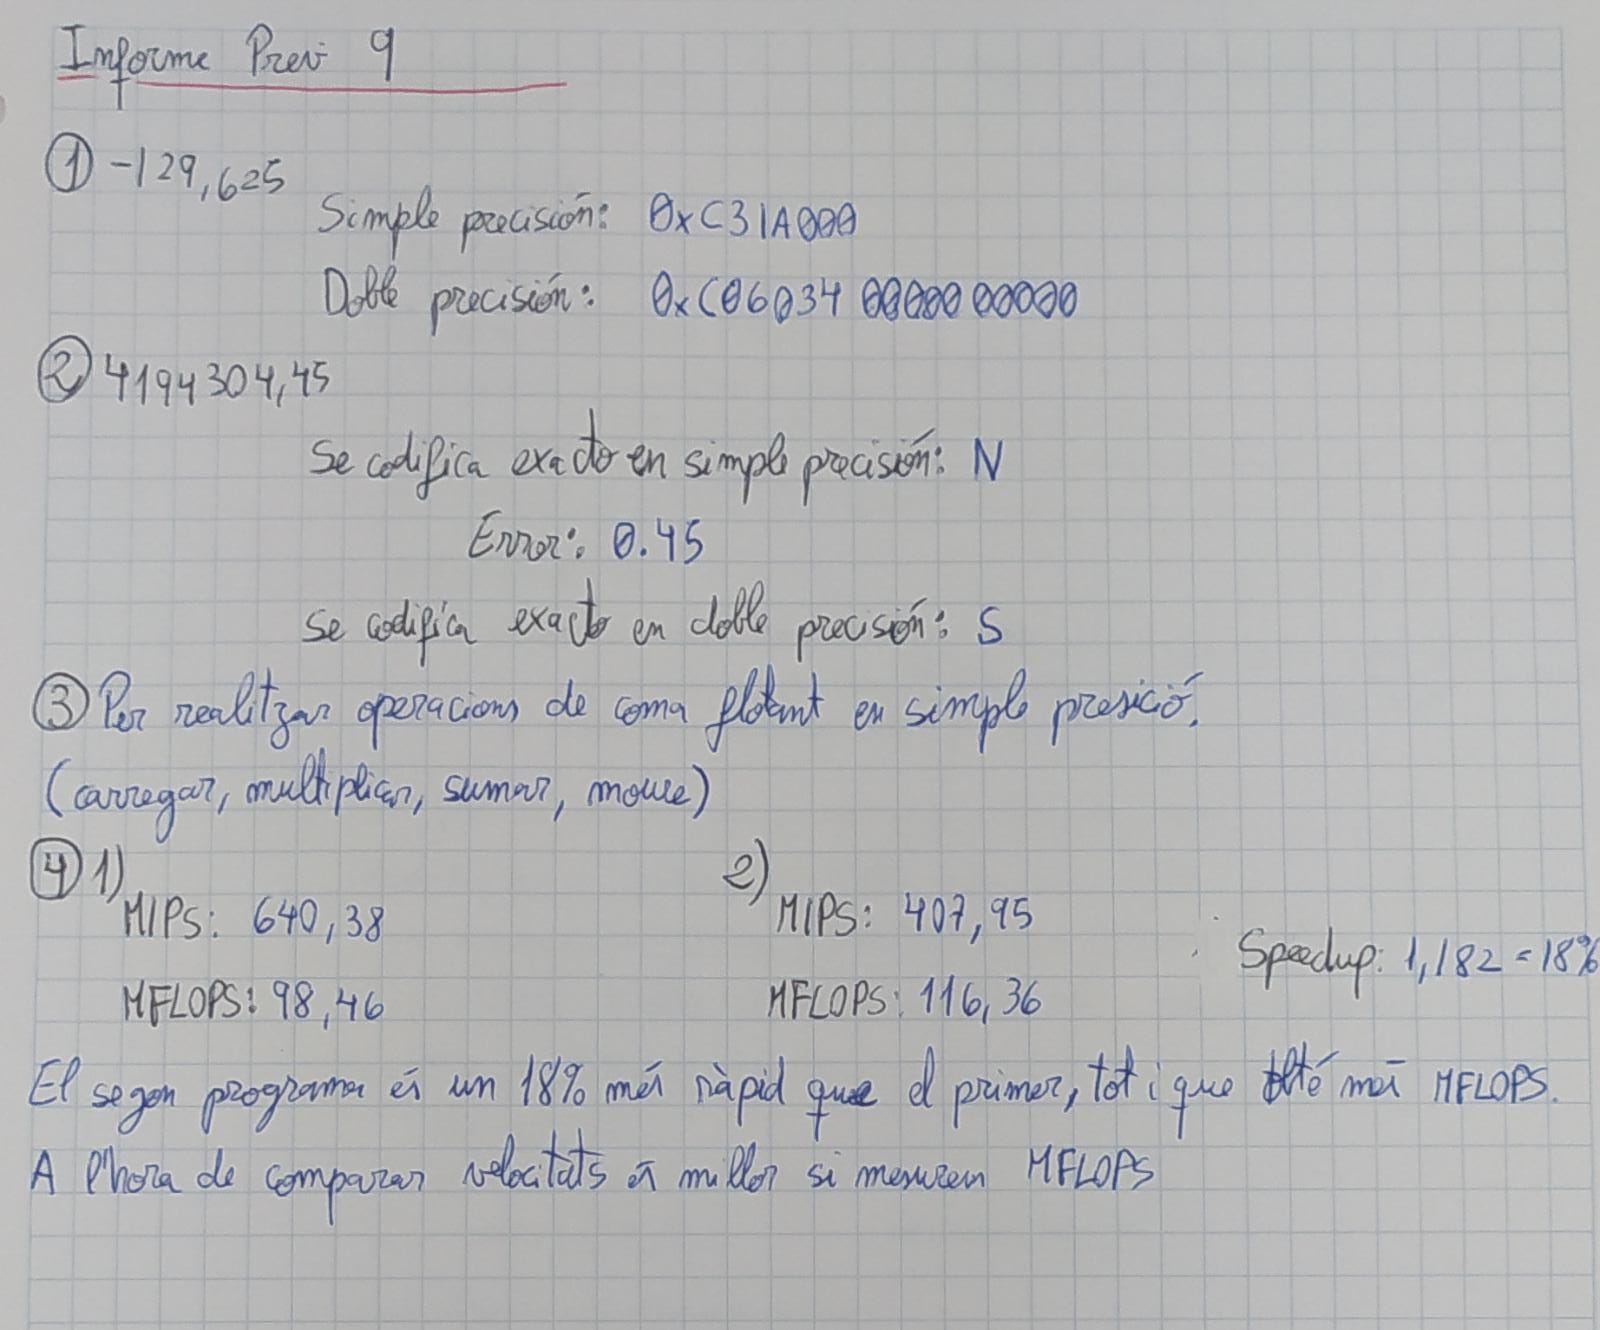 Informe Previ 9
① -129,625
Simple precisión: 0xC31A000
Doble precisión: 0xC06034 0000 00000
② 4194304,45
Se codifica exacto en simple precisión: N
Error: 0.45
Se codifica exacto en doble precisión: S
③ Per realitzar operacions de coma flotant en simple presició.
(carregar, multiplicar, sumar, moure)
④ 1) 2)
MIPS: 640,38 MIPS: 407,95
Speedup: 1,182 = 18%
MFLOPS: 98,46 MFLOPS: 116,36
El segon programa és un 18% més ràpid que el primer, tot i que té més MFLOPS.
A l'hora de comparar velocitats és millor si mesurem MFLOPS